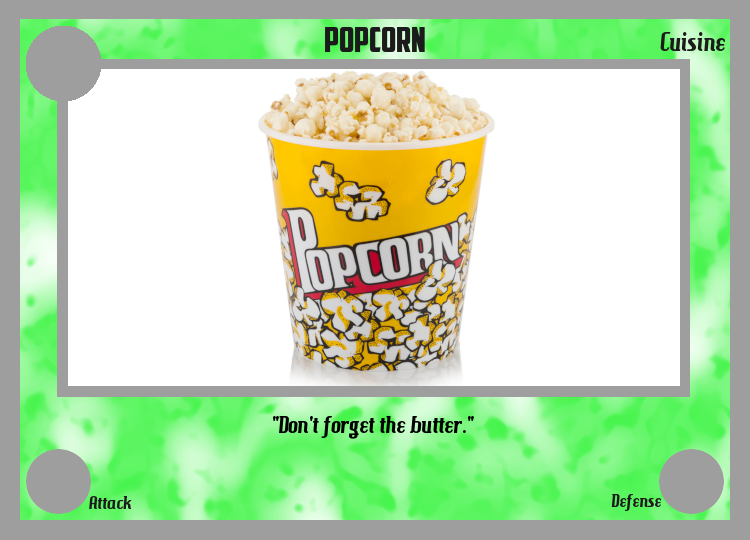 POPCORN
Cuisine
POPCORN
"Don't forget the butter."
Attack
Defense